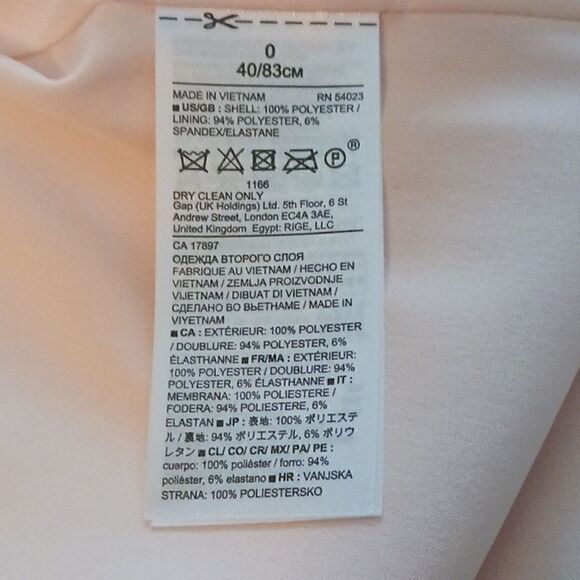 0
40/83CM
MADE IN VIETNAM RN 54023
■ US/GB : SHELL: 100% POLYESTER /
LINING: 94% POLYESTER, 6%
SPANDEX/ELASTANE
P ®
1166
DRY CLEAN ONLY
Gap (UK Holdings) Ltd. 5th Floor, 6 St
Andrew Street, London EC4A 3AE,
United Kingdom Egypt: RIGE, LLC
CA 17897
ОДЕЖДА ВТОРОГО СЛОЯ
FABRIQUE AU VIETNAM / HECHO EN
VIETNAM / ZEMLJA PROIZVODNJE
VIJETNAM / DIBUAT DI VIETNAM /
СДЕЛАНО ВО ВЬЕТНАМЕ / MADE IN
VIYETNAM
■ CA : EXTÉRIEUR: 100% POLYESTER
/ DOUBLURE: 94% POLYESTER, 6%
ÉLASTHANNE ■ FR/MA : EXTÉRIEUR:
100% POLYESTER / DOUBLURE: 94%
POLYESTER, 6% ÉLASTHANNE ■ IT :
MEMBRANA: 100% POLIESTERE /
FODERA: 94% POLIESTERE, 6%
ELASTAN ■ JP : 表地: 100% ポリエステ
ル / 裏地: 94% ポリエステル, 6% ポリウ
レタン ■ CL/ CO/ CR/ MX/ PA/ PE :
cuerpo: 100% poliéster / forro: 94%
poliéster, 6% elastano ■ HR : VANJSKA
STRANA: 100% POLIESTERSKO